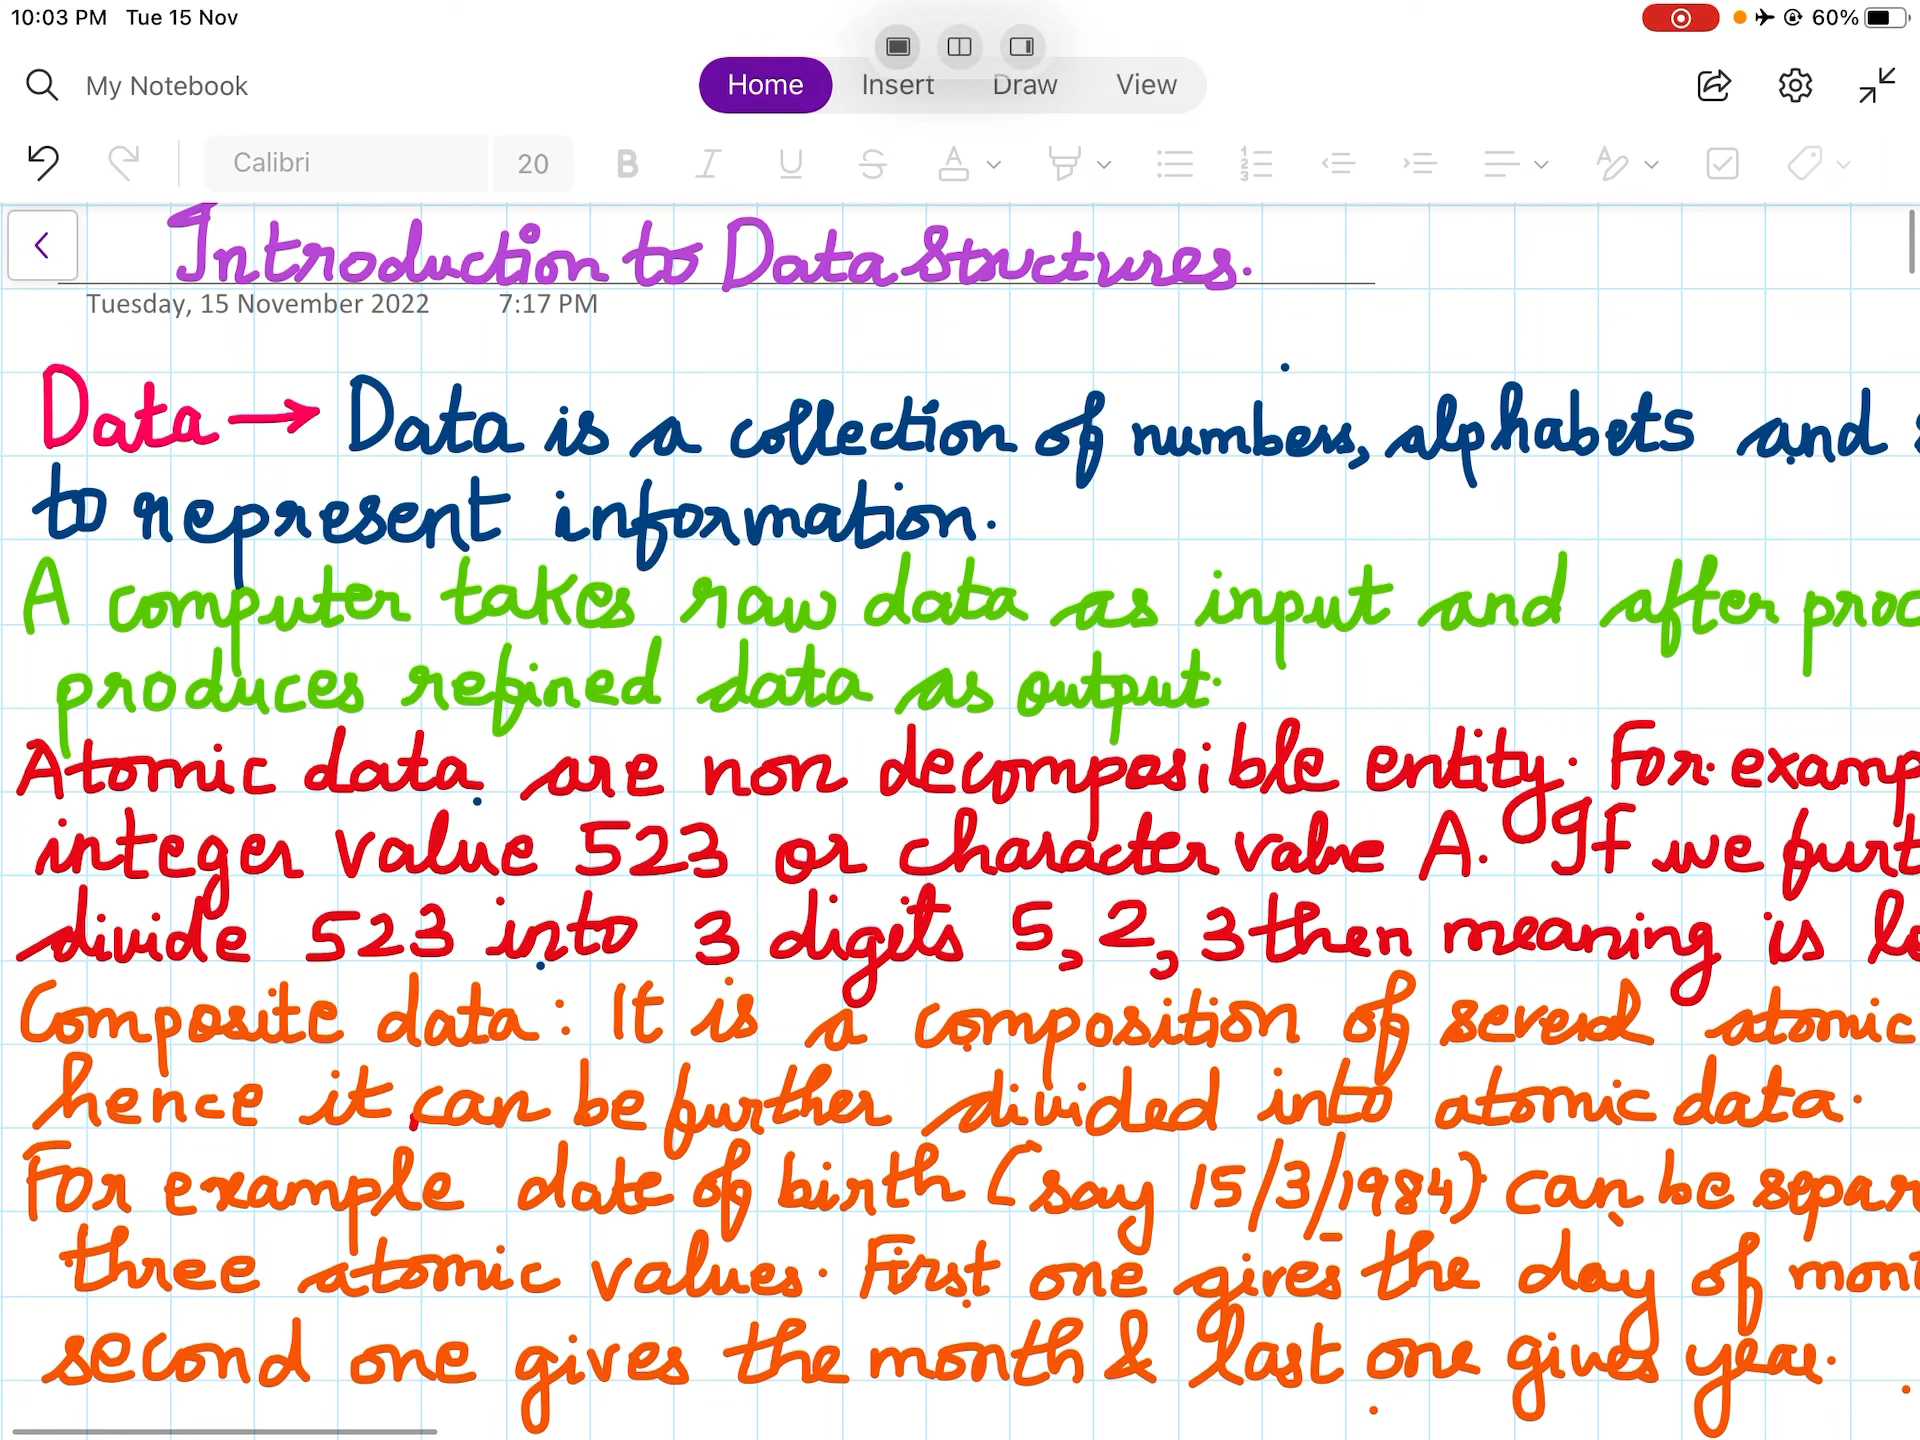 10:03 PM Tue 15 Nov
60%
My Notebook
Home Insert Draw View
Calibri 20 B I U S A
Introduction to Data Structures.
Tuesday, 15 November 2022 7:17 PM
Data → Data is a collection of numbers, alphabets and
to represent information.
A computer takes raw data as input and after proc
produces refined data as output.
Atomic data are non decomposible entity. For examp
integer value 523 or character value A. If we furt
divide 523 into 3 digits 5, 2, 3 then meaning is lo
Composite data: It is a composition of several atomic
hence it can be further divided into atomic data.
For example date of birth (say 15/3/1984) can be separ
three atomic values. First one gives the day of mont
second one gives the month & last one gives year.